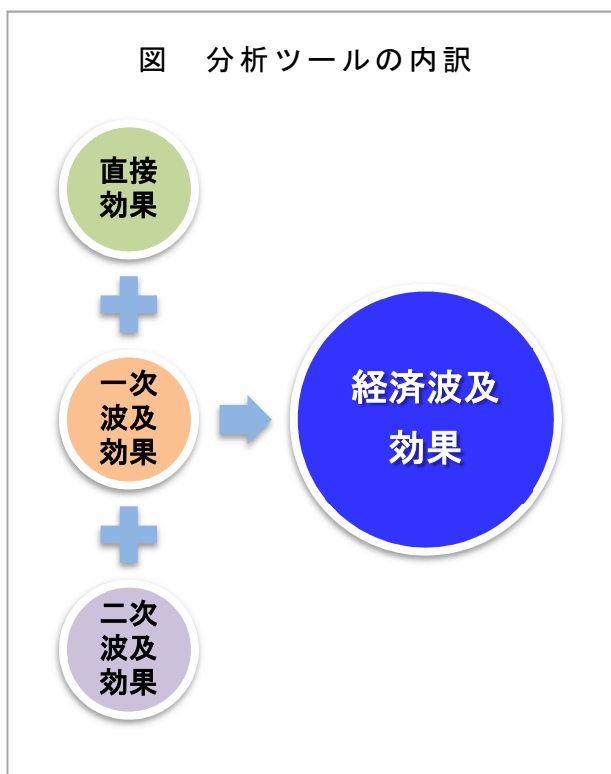 図　分析ツールの内訳
直接
効果
一次
波及
効果
二次
波及
効果
経済波及
効果